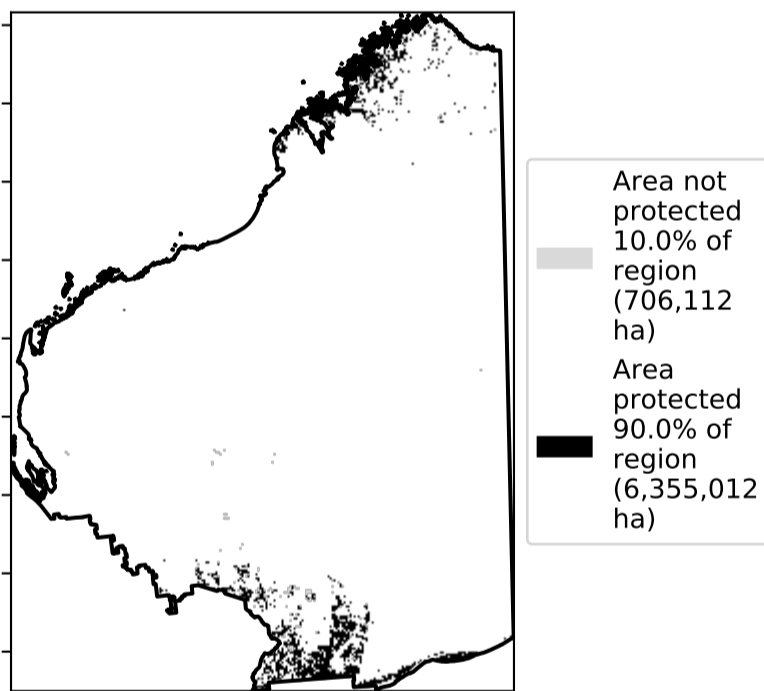 Area not
protected
10.0% of
region
(706,112
ha)
Area
protected
90.0% of
region
(6,355,012
ha)